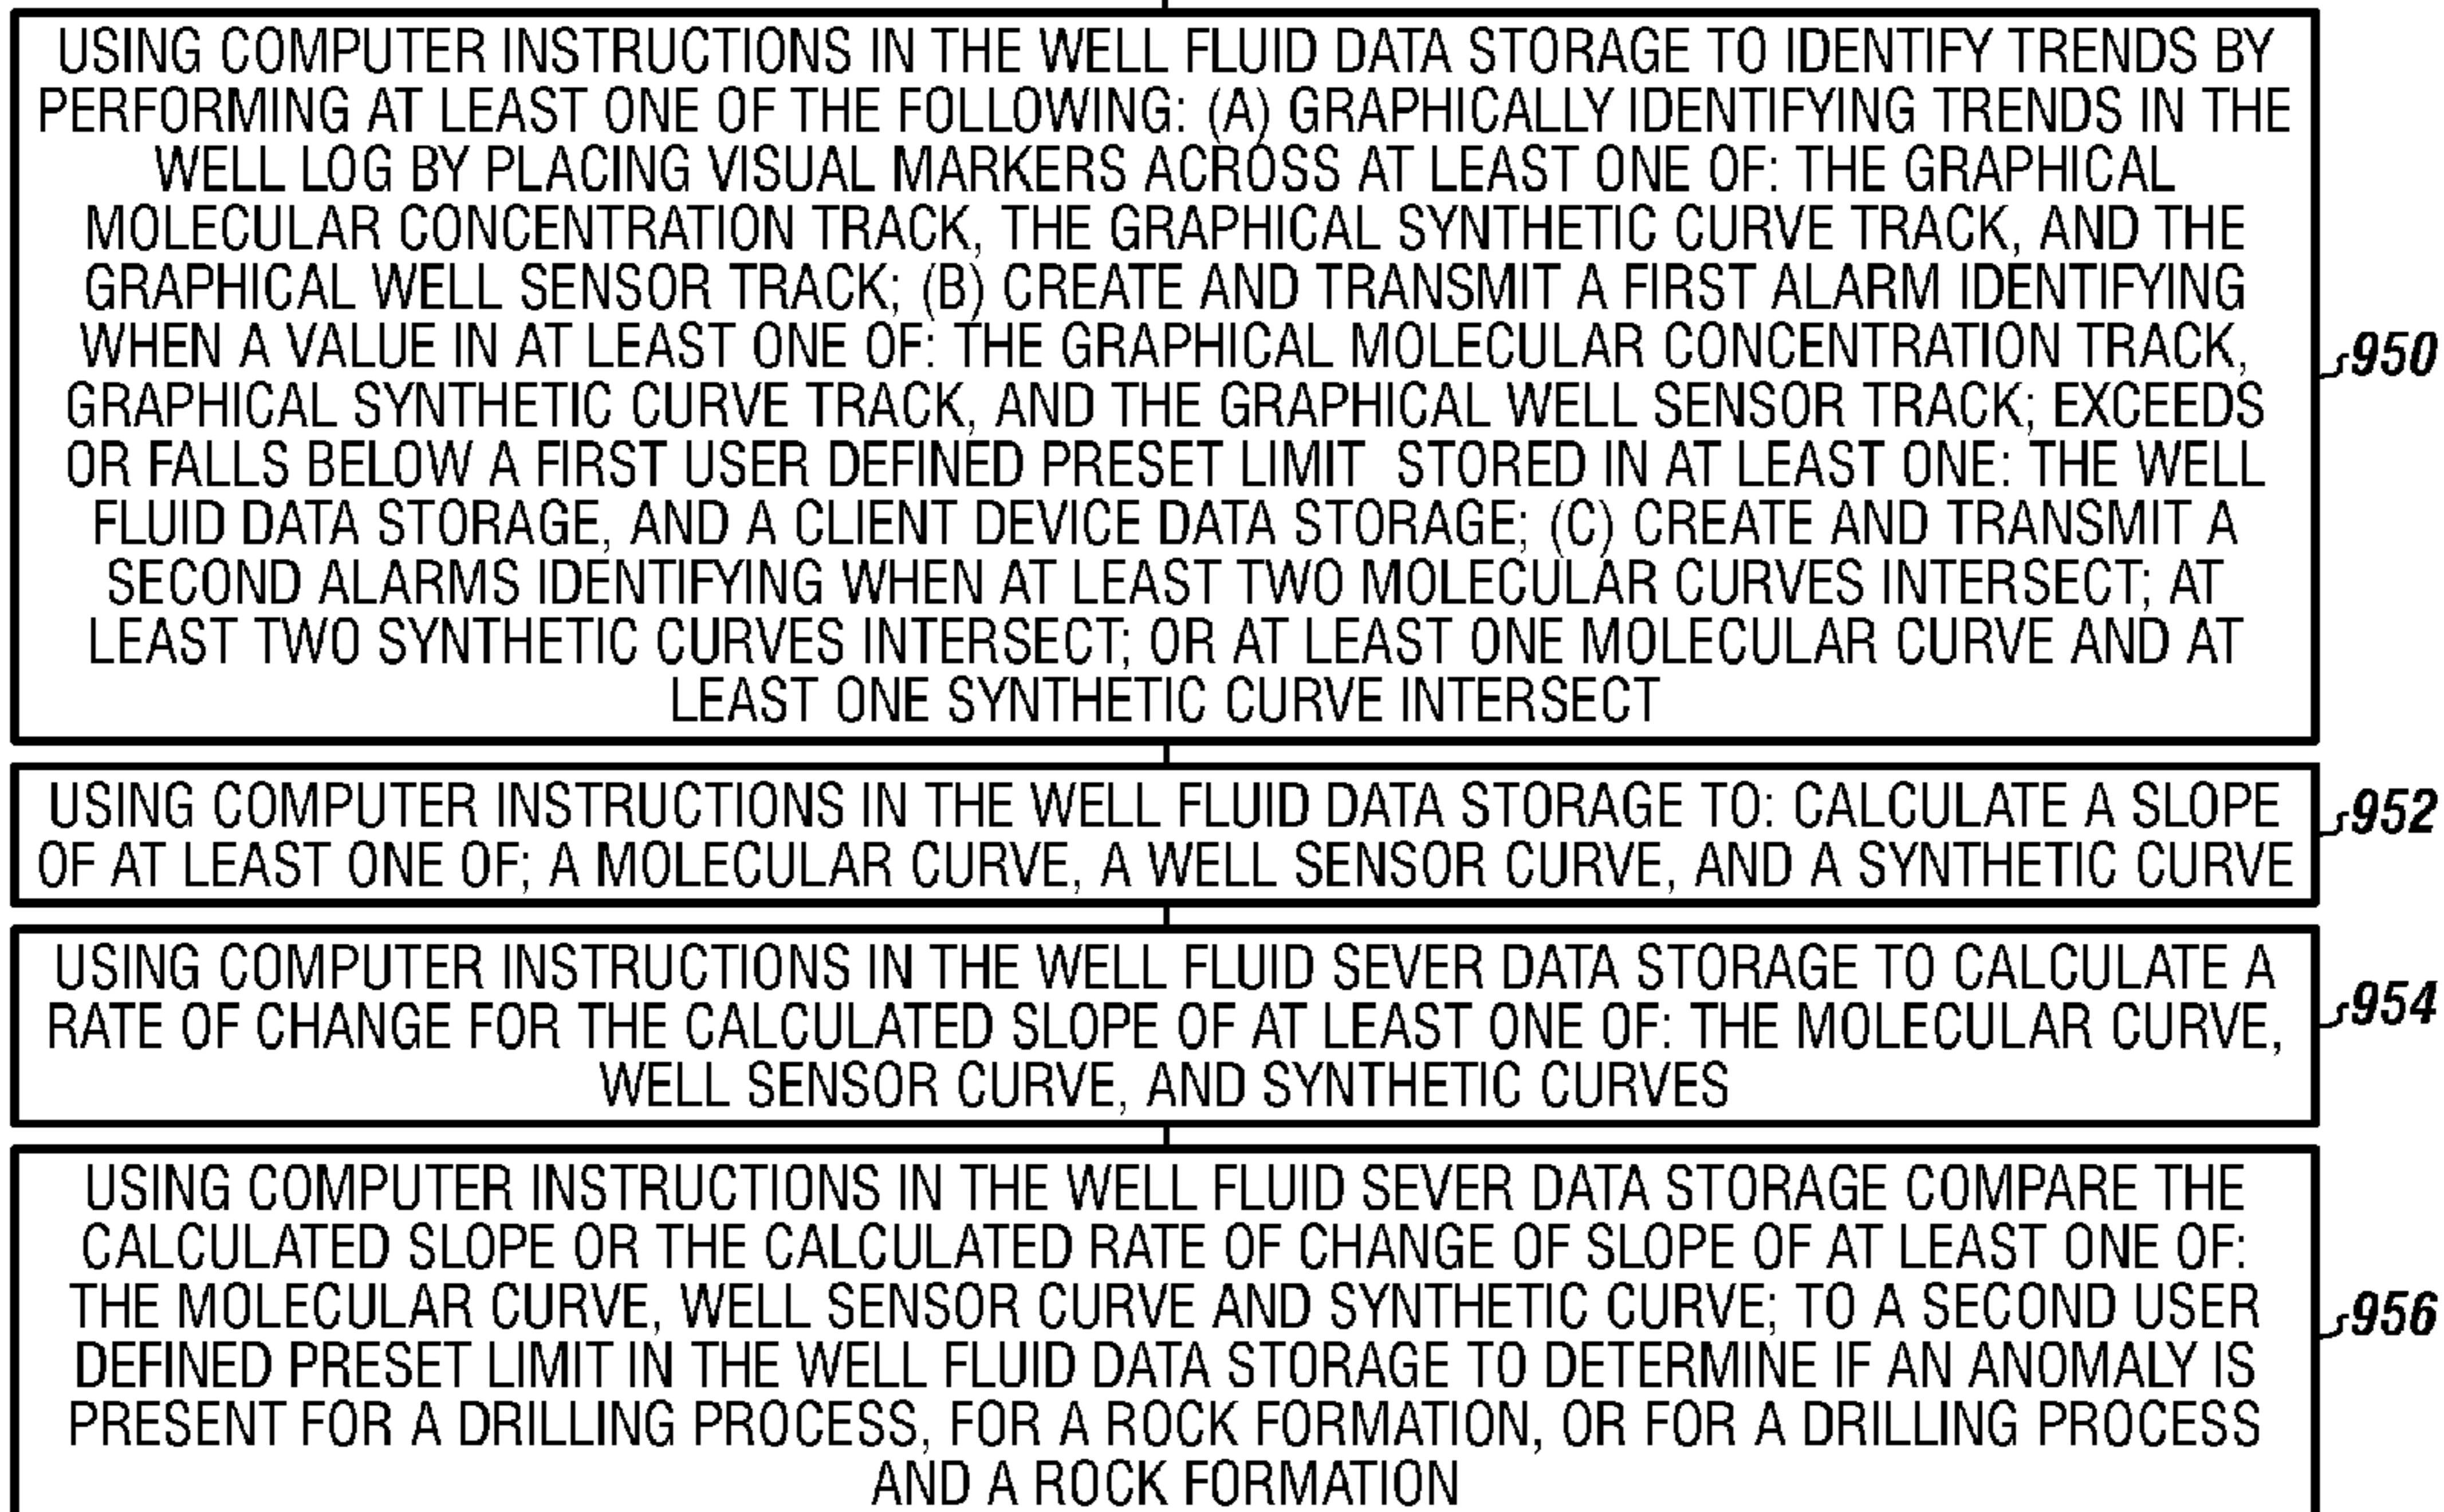 USING COMPUTER INSTRUCTIONS IN THE WELL FLUID DATA STORAGE TO IDENTIFY TRENDS BY
PERFORMING AT LEAST ONE OF THE FOLLOWING: (A) GRAPHICALLY IDENTIFYING TRENDS IN THE
WELL LOG BY PLACING VISUAL MARKERS ACROSS AT LEAST ONE OF: THE GRAPHICAL
MOLECULAR CONCENTRATION TRACK, THE GRAPHICAL SYNTHETIC CURVE TRACK, AND THE
GRAPHICAL WELL SENSOR TRACK; (B) CREATE AND TRANSMIT A FIRST ALARM IDENTIFYING
WHEN A VALUE IN AT LEAST ONE OF: THE GRAPHICAL MOLECULAR CONCENTRATION TRACK,
GRAPHICAL SYNTHETIC CURVE TRACK, AND THE GRAPHICAL WELL SENSOR TRACK; EXCEEDS
OR FALLS BELOW A FIRST USER DEFINED PRESET LIMIT STORED IN AT LEAST ONE: THE WELL
FLUID DATA STORAGE, AND A CLIENT DEVICE DATA STORAGE; (C) CREATE AND TRANSMIT A
SECOND ALARMS IDENTIFYING WHEN AT LEAST TWO MOLECULAR CURVES INTERSECT; AT
LEAST TWO SYNTHETIC CURVES INTERSECT; OR AT LEAST ONE MOLECULAR CURVE AND AT
LEAST ONE SYNTHETIC CURVE INTERSECT
950
USING COMPUTER INSTRUCTIONS IN THE WELL FLUID DATA STORAGE TO: CALCULATE A SLOPE
OF AT LEAST ONE OF; A MOLECULAR CURVE, A WELL SENSOR CURVE, AND A SYNTHETIC CURVE
952
USING COMPUTER INSTRUCTIONS IN THE WELL FLUID SEVER DATA STORAGE TO CALCULATE A
RATE OF CHANGE FOR THE CALCULATED SLOPE OF AT LEAST ONE OF: THE MOLECULAR CURVE,
WELL SENSOR CURVE, AND SYNTHETIC CURVES
954
USING COMPUTER INSTRUCTIONS IN THE WELL FLUID SEVER DATA STORAGE COMPARE THE
CALCULATED SLOPE OR THE CALCULATED RATE OF CHANGE OF SLOPE OF AT LEAST ONE OF:
THE MOLECULAR CURVE, WELL SENSOR CURVE AND SYNTHETIC CURVE; TO A SECOND USER
DEFINED PRESET LIMIT IN THE WELL FLUID DATA STORAGE TO DETERMINE IF AN ANOMALY IS
PRESENT FOR A DRILLING PROCESS, FOR A ROCK FORMATION, OR FOR A DRILLING PROCESS
AND A ROCK FORMATION
956